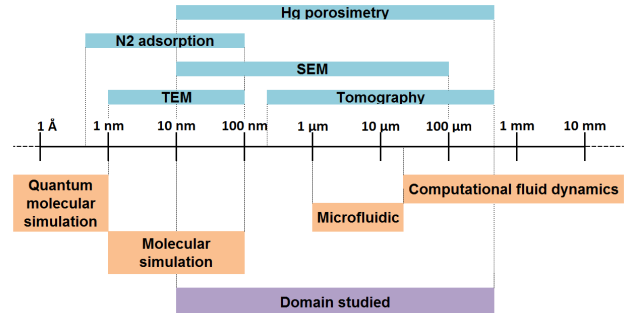 Hg porosimetry
N2 adsorption
SEM
TEM
Tomography
1 Å
1 nm
10 nm
100 nm
1 µm
10 µm
100 µm
1 mm
10 mm
Quantum
molecular
simulation
Computational fluid dynamics
Microfluidic
Molecular
simulation
Domain studied